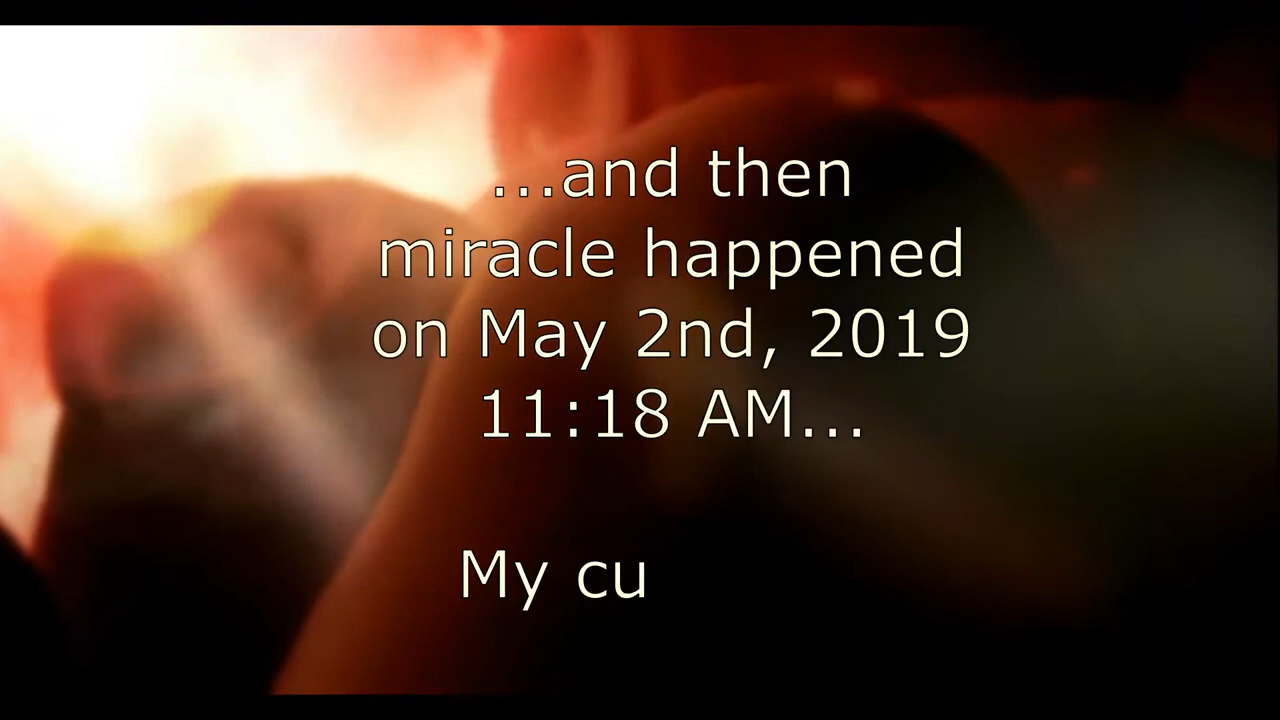 ...and then
miracle happened
on May 2nd, 2019
11:18 AM...
My cu